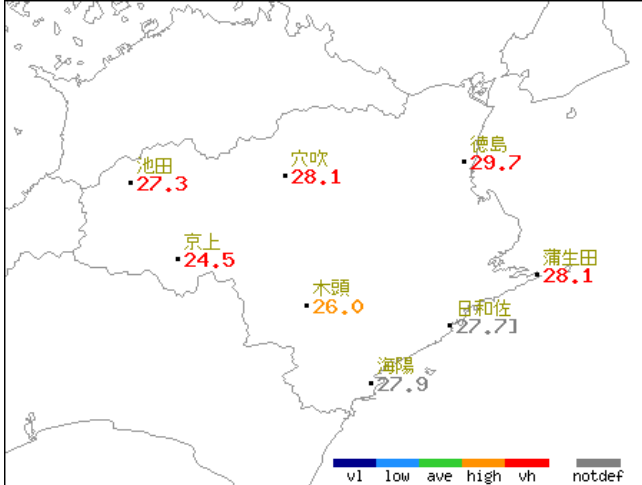 徳島
29.7
穴吹
28.1
池田
27.3
京上
24.5
蒲生田
28.1
木頭
26.0
日和佐
27.7]
海陽
27.9
vl low ave high vh notdef